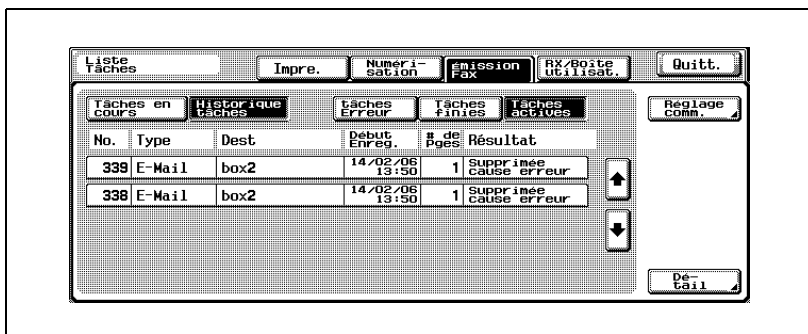 Liste
Tâches
Impre.
Numéri-
sation
émission
Fax
RX/Boîte
utilisat.
Quitt.
Tâches en
cours
Historique
tâches
tâches
Erreur
Tâches
finies
Tâches
actives
Réglage
comm.
No. Type Dest Début
Enreg. # de
Pges Résultat
339 E-Mail box2 14/02/06
13:50 1 Supprimée
cause erreur
338 E-Mail box2 14/02/06
13:50 1 Supprimée
cause erreur
Dé-
tail